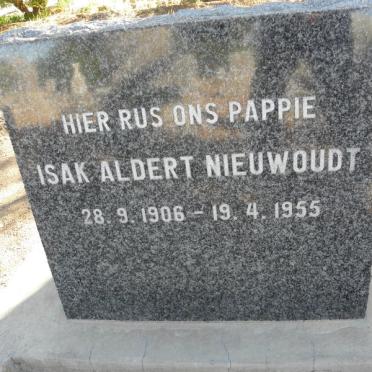 HIER RUS ONS PAPPIE
ISAK ALDERT NIEUWOUDT
28. 9. 1906 – 19. 4. 1955